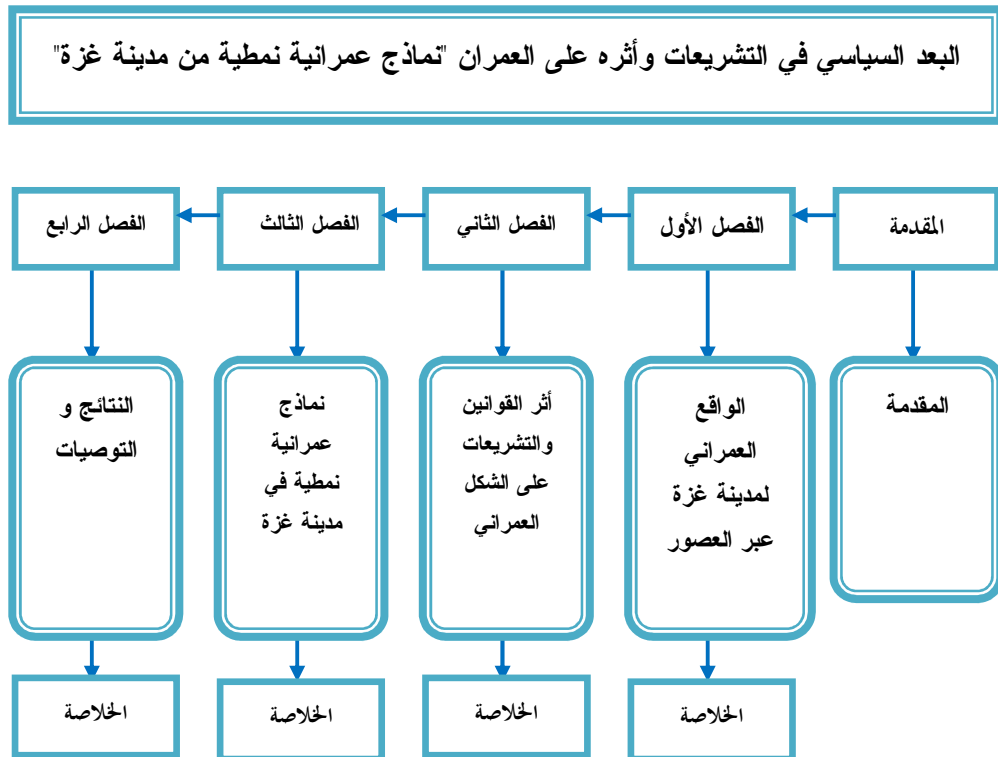 البعد السياسي في التشريعات وأثره على العمران "نماذج عمرانية نمطية من مدينة غزة"
المقدمة
الفصل الأول
الفصل الثاني
الفصل الثالث
الفصل الرابع
المقدمة
الواقع
العمراني
لمدينة غزة
عبر العصور
أثر القوانين
والتشريعات
على الشكل
العمراني
نماذج
عمرانية
نمطية في
مدينة غزة
النتائج و
التوصيات
الخلاصة
الخلاصة
الخلاصة
الخلاصة